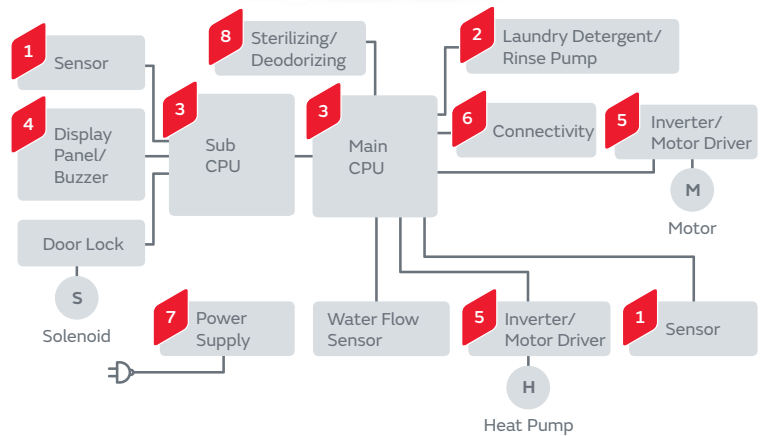 1
Sensor
8
Sterilizing/
Deodorizing
2
Laundry Detergent/
Rinse Pump
4
Display
Panel/
Buzzer
3
Sub
CPU
3
Main
CPU
6
Connectivity
5
Inverter/
Motor Driver
M
Motor
Door Lock
S
Solenoid
7
Power
Supply
Water Flow
Sensor
5
Inverter/
Motor Driver
H
Heat Pump
1
Sensor